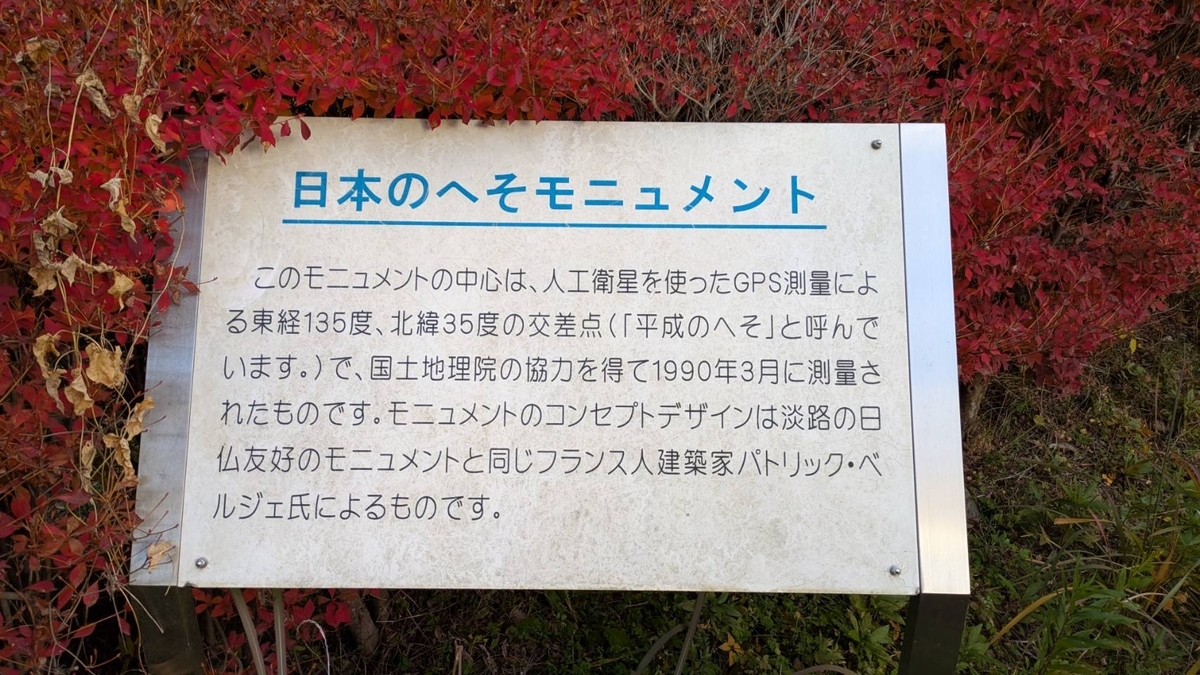 日本のへそモニュメント
このモニュメントの中心は、人工衛星を使ったGPS測量によ
る東経135度、北緯35度の交差点(「平成のへそ」と呼んで
います。)で、国土地理院の協力を得て1990年3月に測量さ
れたものです。モニュメントのコンセプトデザインは淡路の日
仏友好のモニュメントと同じフランス人建築家パトリック・ベ
ルジェ氏によるものです。